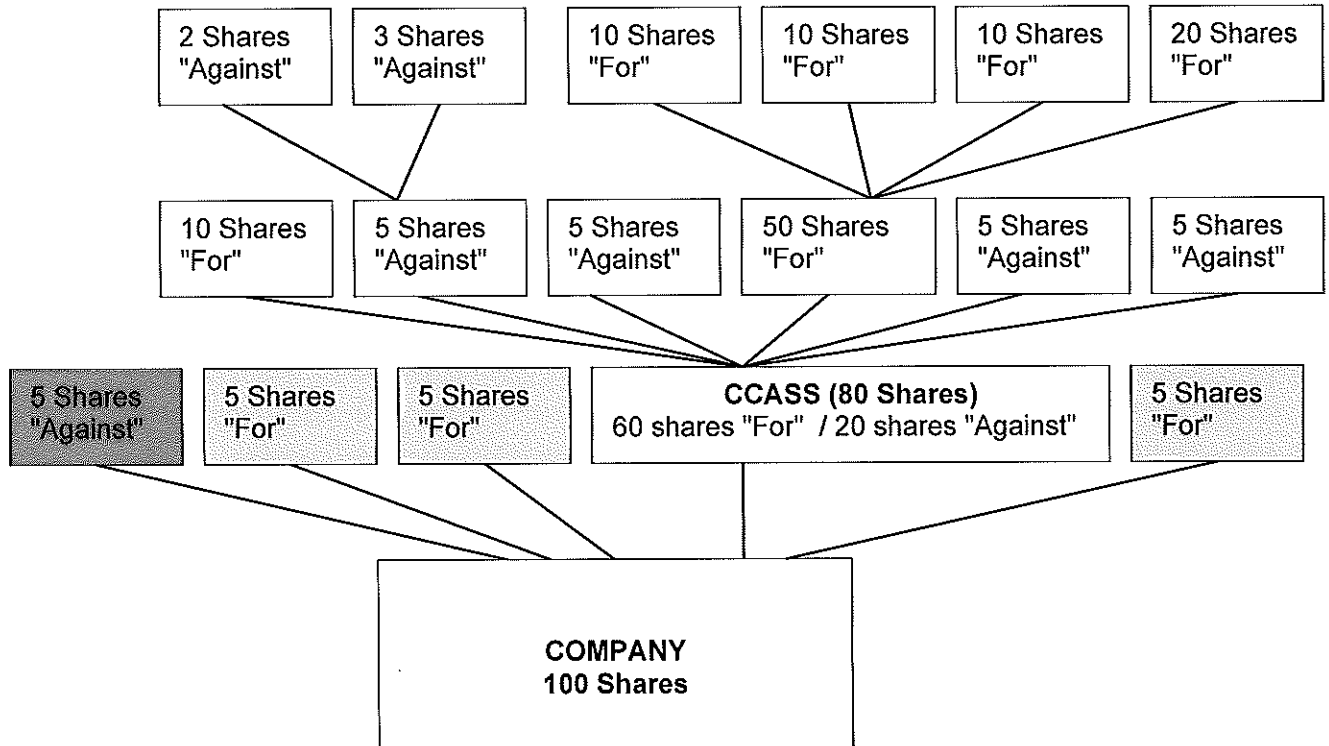 2 Shares
"Against"
3 Shares
"Against"
10 Shares
"For"
10 Shares
"For"
10 Shares
"For"
20 Shares
"For"
10 Shares
"For"
5 Shares
"Against"
5 Shares
"Against"
50 Shares
"For"
5 Shares
"Against"
5 Shares
"Against"
5 Shares
"Against"
5 Shares
"For"
5 Shares
"For"
CCASS (80 Shares)
60 shares "For" / 20 shares "Against"
5 Shares
"For"
COMPANY
100 Shares